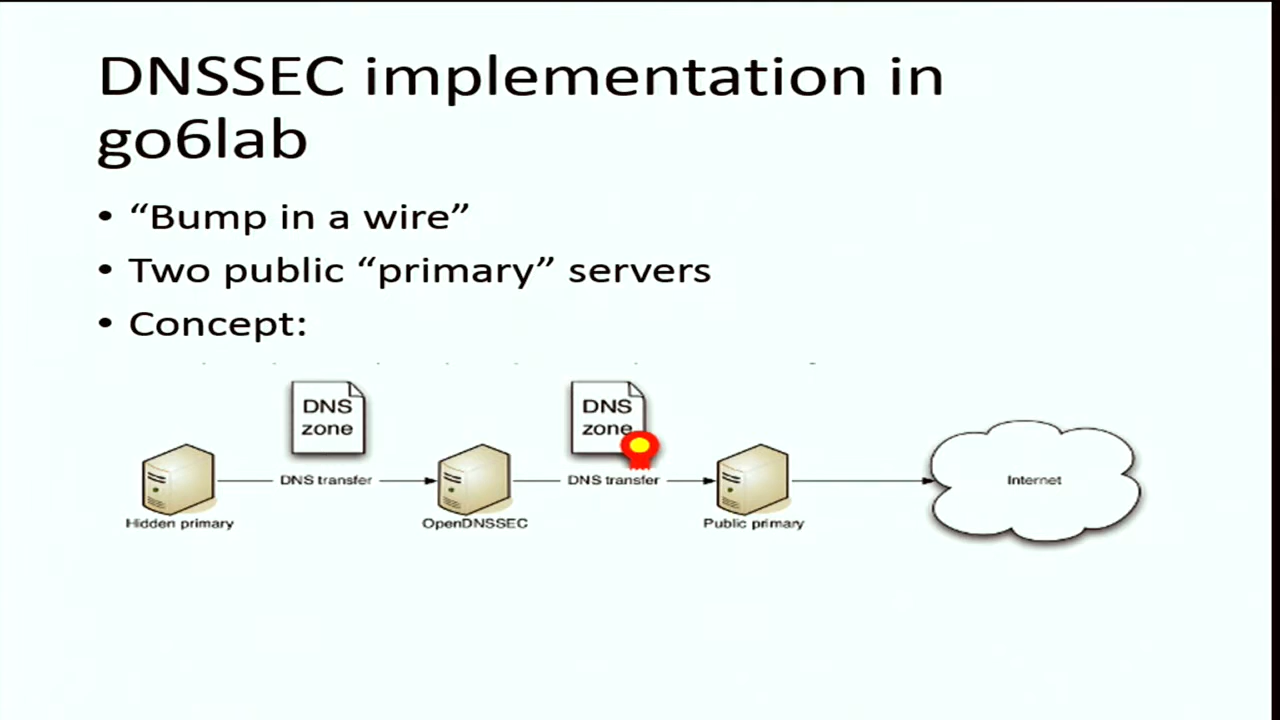 DNSSEC implementation in
go6lab
• “Bump in a wire”
• Two public “primary” servers
• Concept:
DNS
zone
DNS
zone
DNS transfer
DNS transfer
Internet
Hidden primary
OpenDNSSEC
Public primary